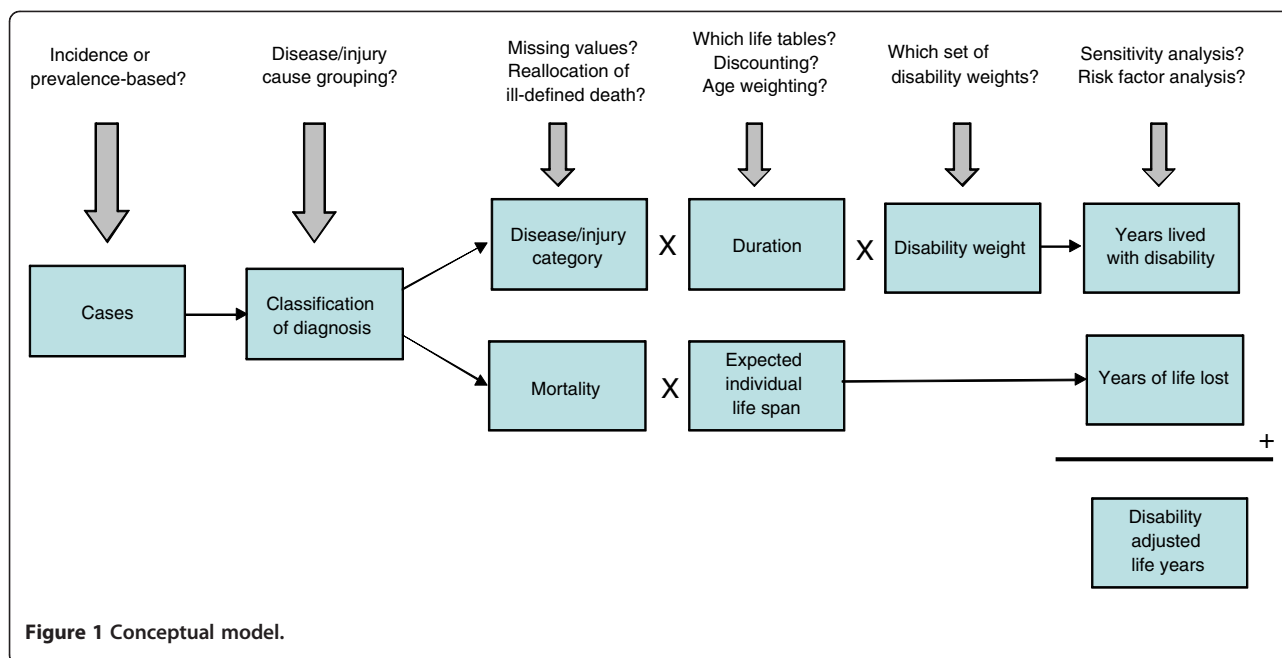 Incidence or
prevalence-based?
Disease/injury
cause grouping?
Missing values?
Reallocation of
ill-defined death?
Which life tables?
Discounting?
Age weighting?
Which set of
disability weights?
Sensitivity analysis?
Risk factor analysis?
Cases
Classification
of diagnosis
Disease/injury
category
X
Duration
X
Disability weight
Years lived
with disability
Mortality
X
Expected
individual
life span
Years of life lost
+
Disability
adjusted
life years
Figure 1 Conceptual model.